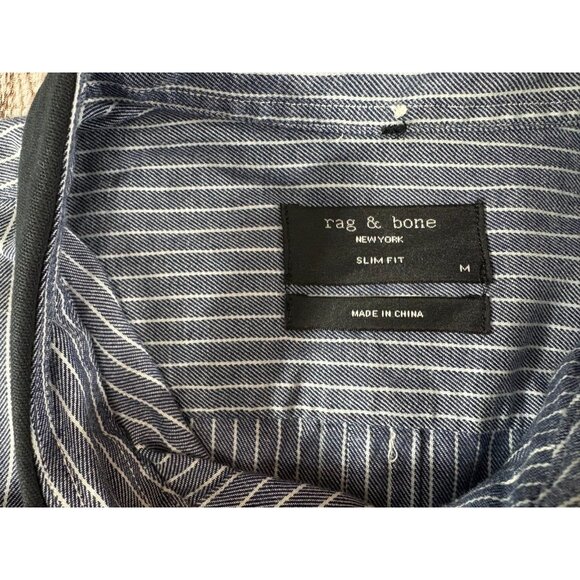 rag & bone
NEW YORK
SLIM FIT
M
MADE IN CHINA